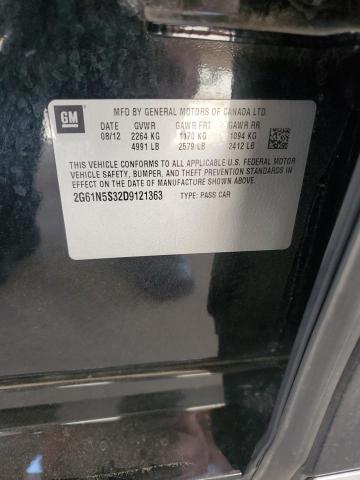 GM
MFD BY GENERAL MOTORS OF CANADA LTD.
DATE GVWR GAWR FRT GAWR RR
08/12 2264 KG 1170 KG 1094 KG
4991 LB 2579 LB 2412 LB
THIS VEHICLE CONFORMS TO ALL APPLICABLE U.S. FEDERAL MOTOR
VEHICLE SAFETY, BUMPER, AND THEFT PREVENTION STANDARDS IN
EFFECT ON THE DATE OF MANUFACTURE SHOWN ABOVE.
2G61N5S32D9121363 TYPE: PASS CAR